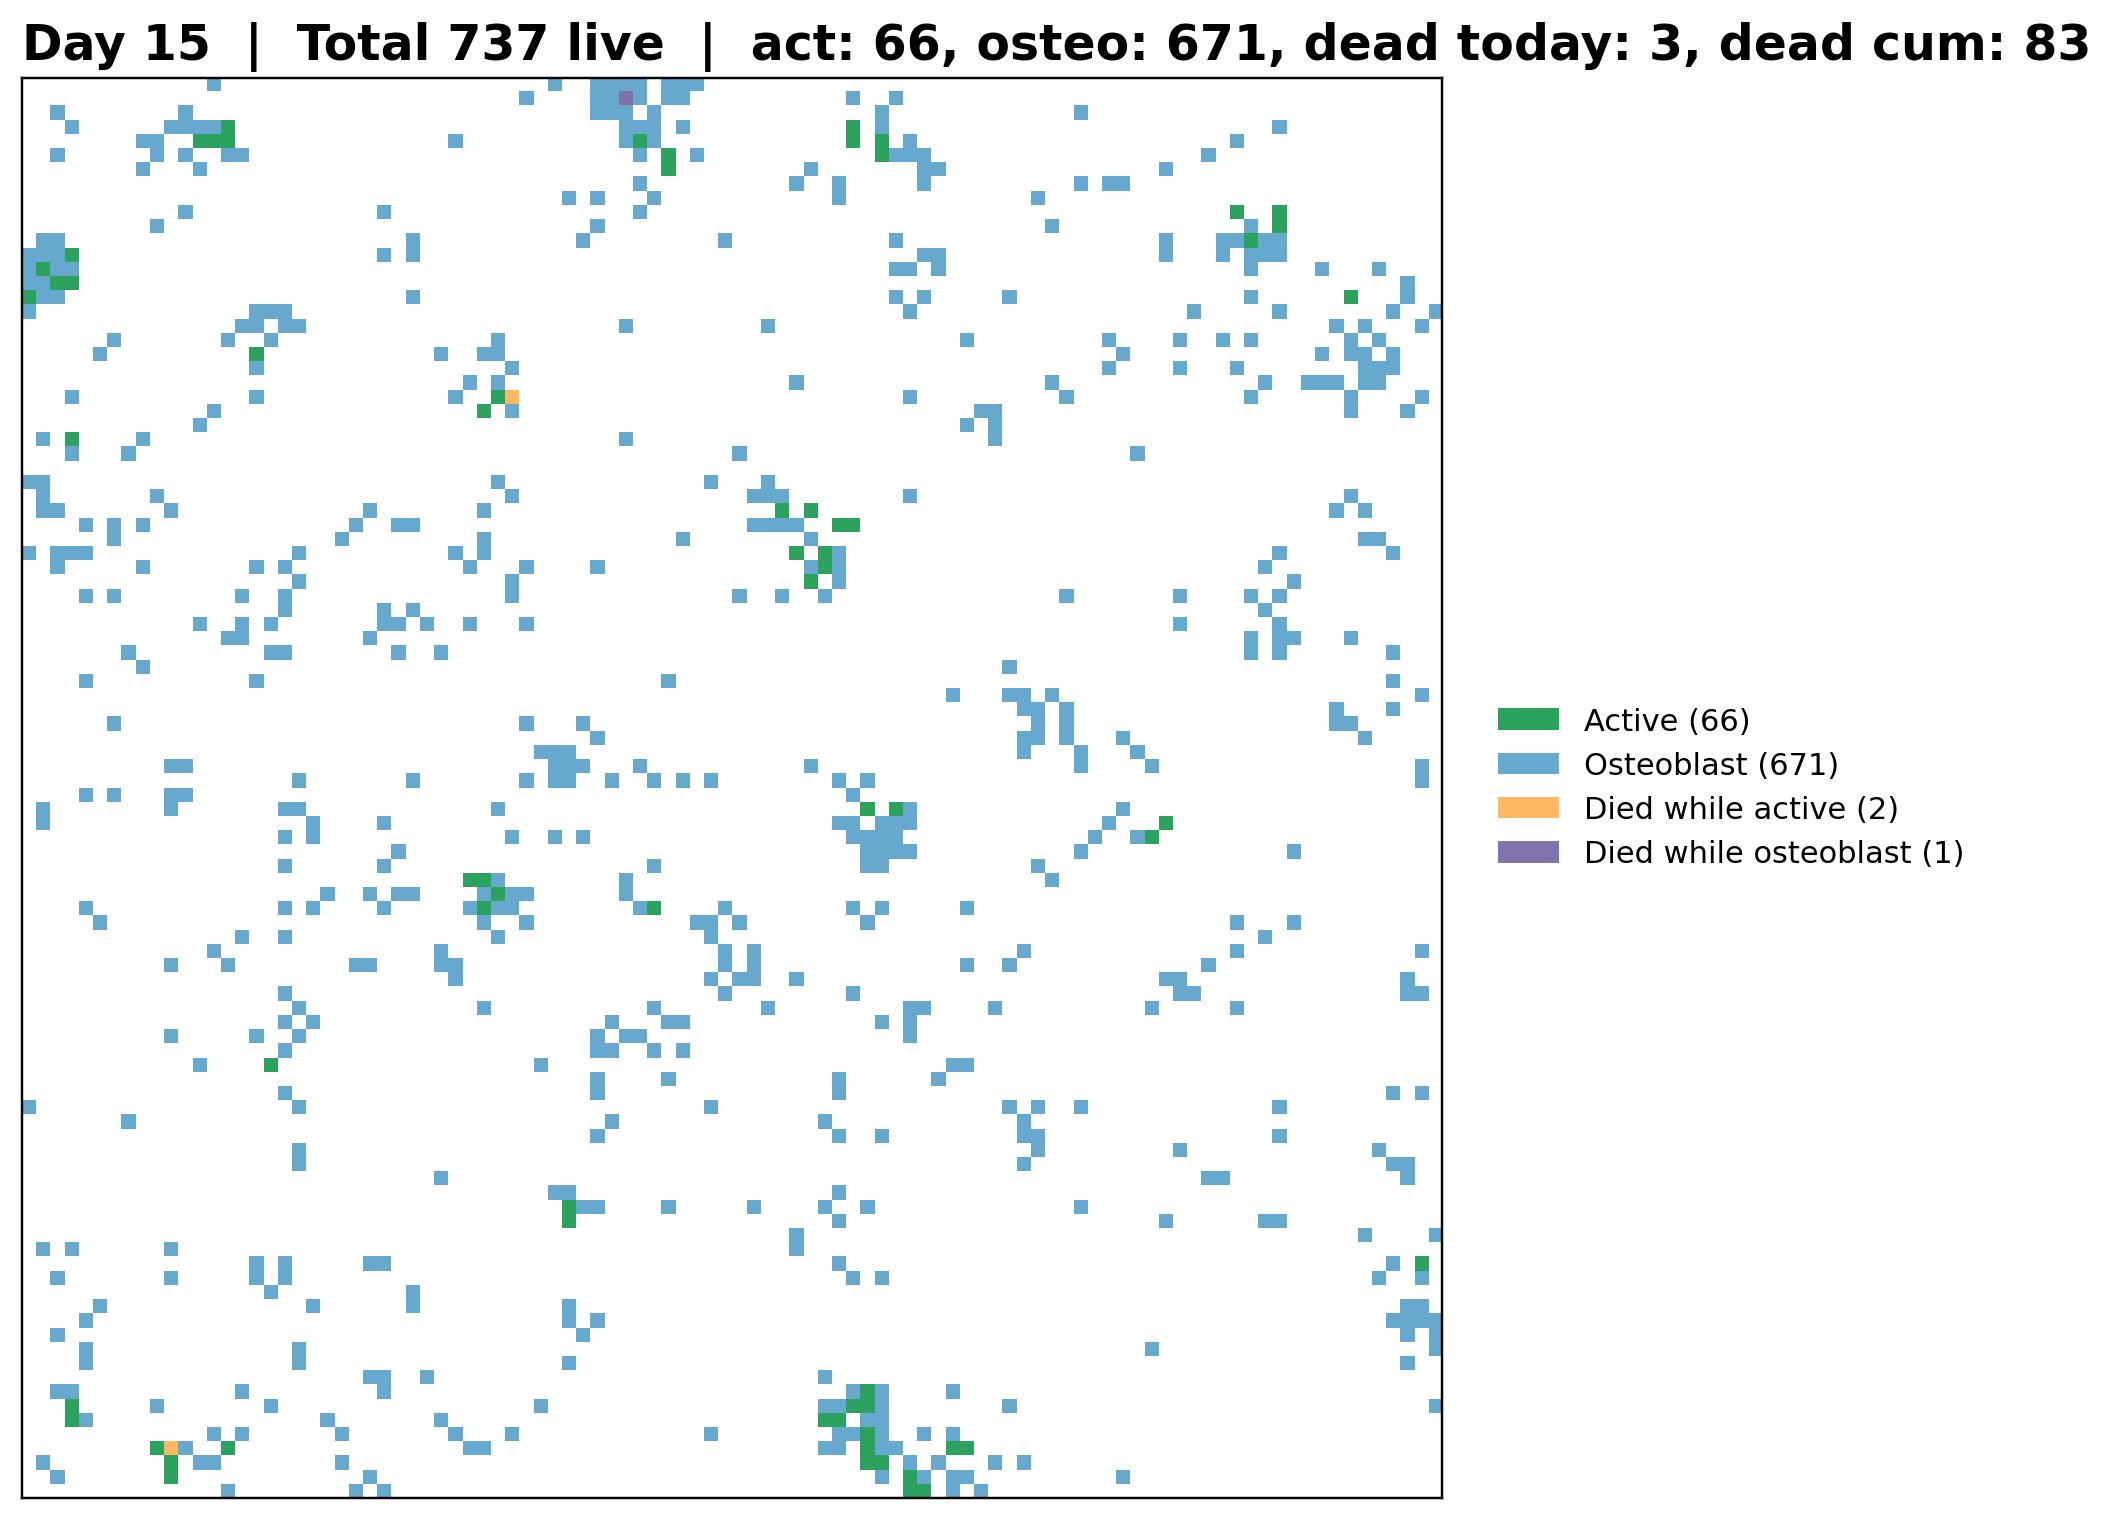 Day 15 | Total 737 live | act: 66, osteo: 671, dead today: 3, dead cum: 83
Active (66)
Osteoblast (671)
Died while active (2)
Died while osteoblast (1)